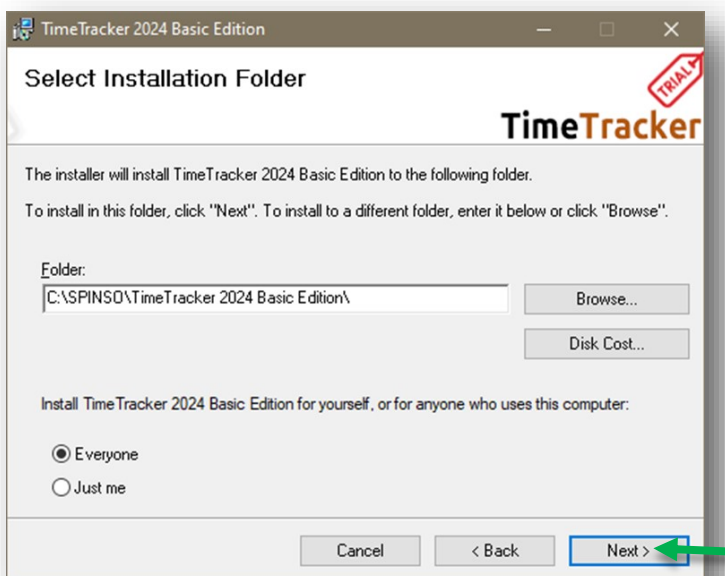 TimeTracker 2024 Basic Edition
Select Installation Folder
TRIAL
TimeTracker
The installer will install TimeTracker 2024 Basic Edition to the following folder.
To install in this folder, click "Next". To install to a different folder, enter it below or click "Browse".
Folder:
C:\SPINSO\TimeTracker 2024 Basic Edition\
Browse...
Disk Cost...
Install TimeTracker 2024 Basic Edition for yourself, or for anyone who uses this computer:
Everyone
Just me
Cancel
< Back
Next >